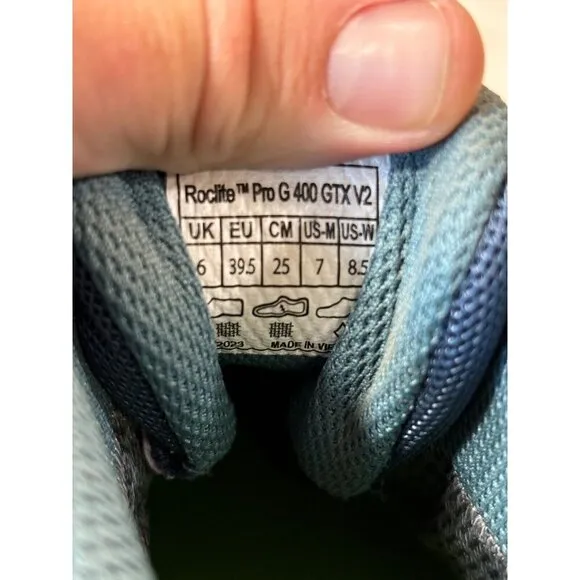 Roclite™ Pro G 400 GTX V2
UK EU CM US-M US-W
6 39.5 25 7 8.5
2023 MADE IN VIE